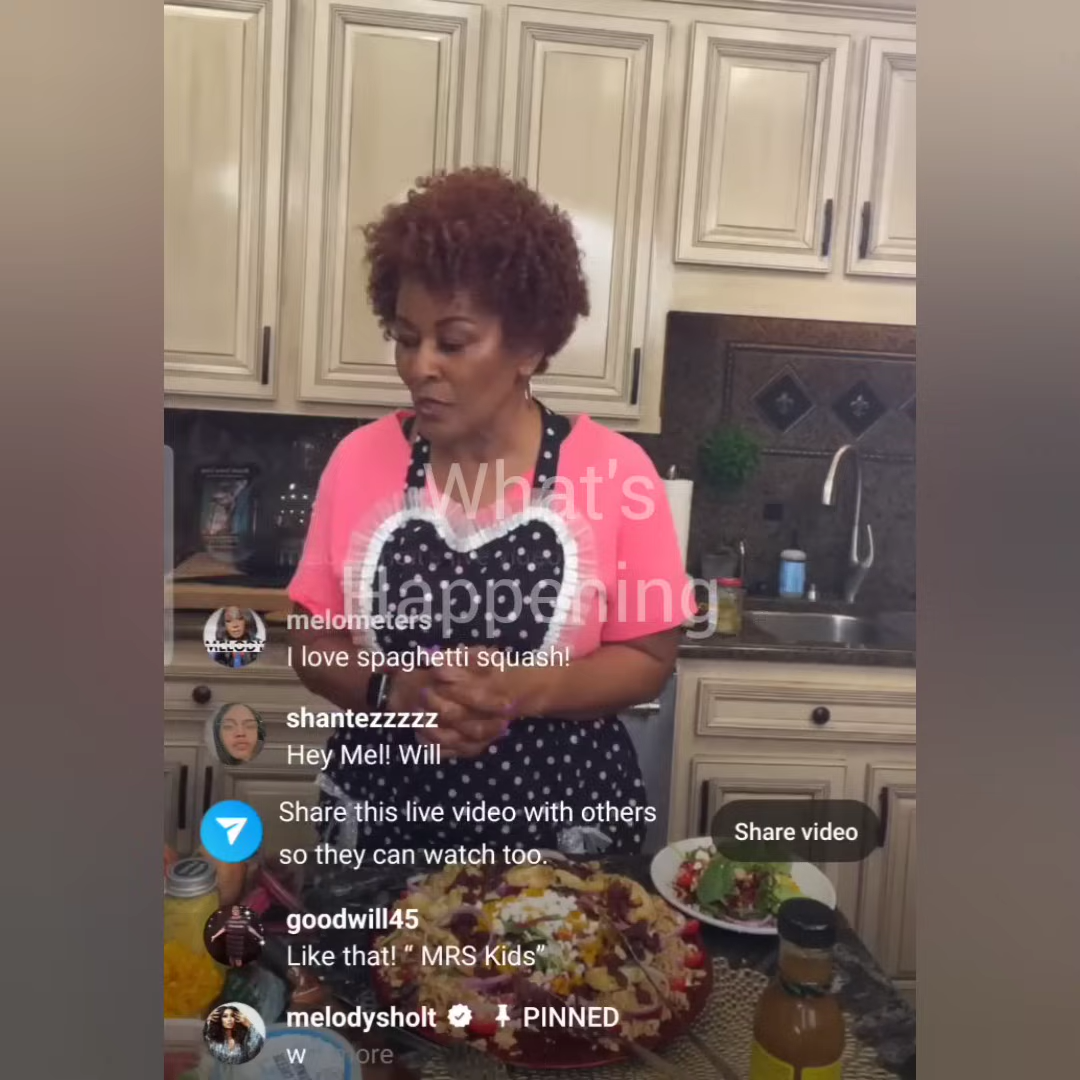 What's
Happening
melometers
I love spaghetti squash!
shantezzzzz
Hey Mel! Will
Share this live video with others
so they can watch too.
Share video
goodwill45
Like that! “ MRS Kids”
melodysholt PINNED
w
ore